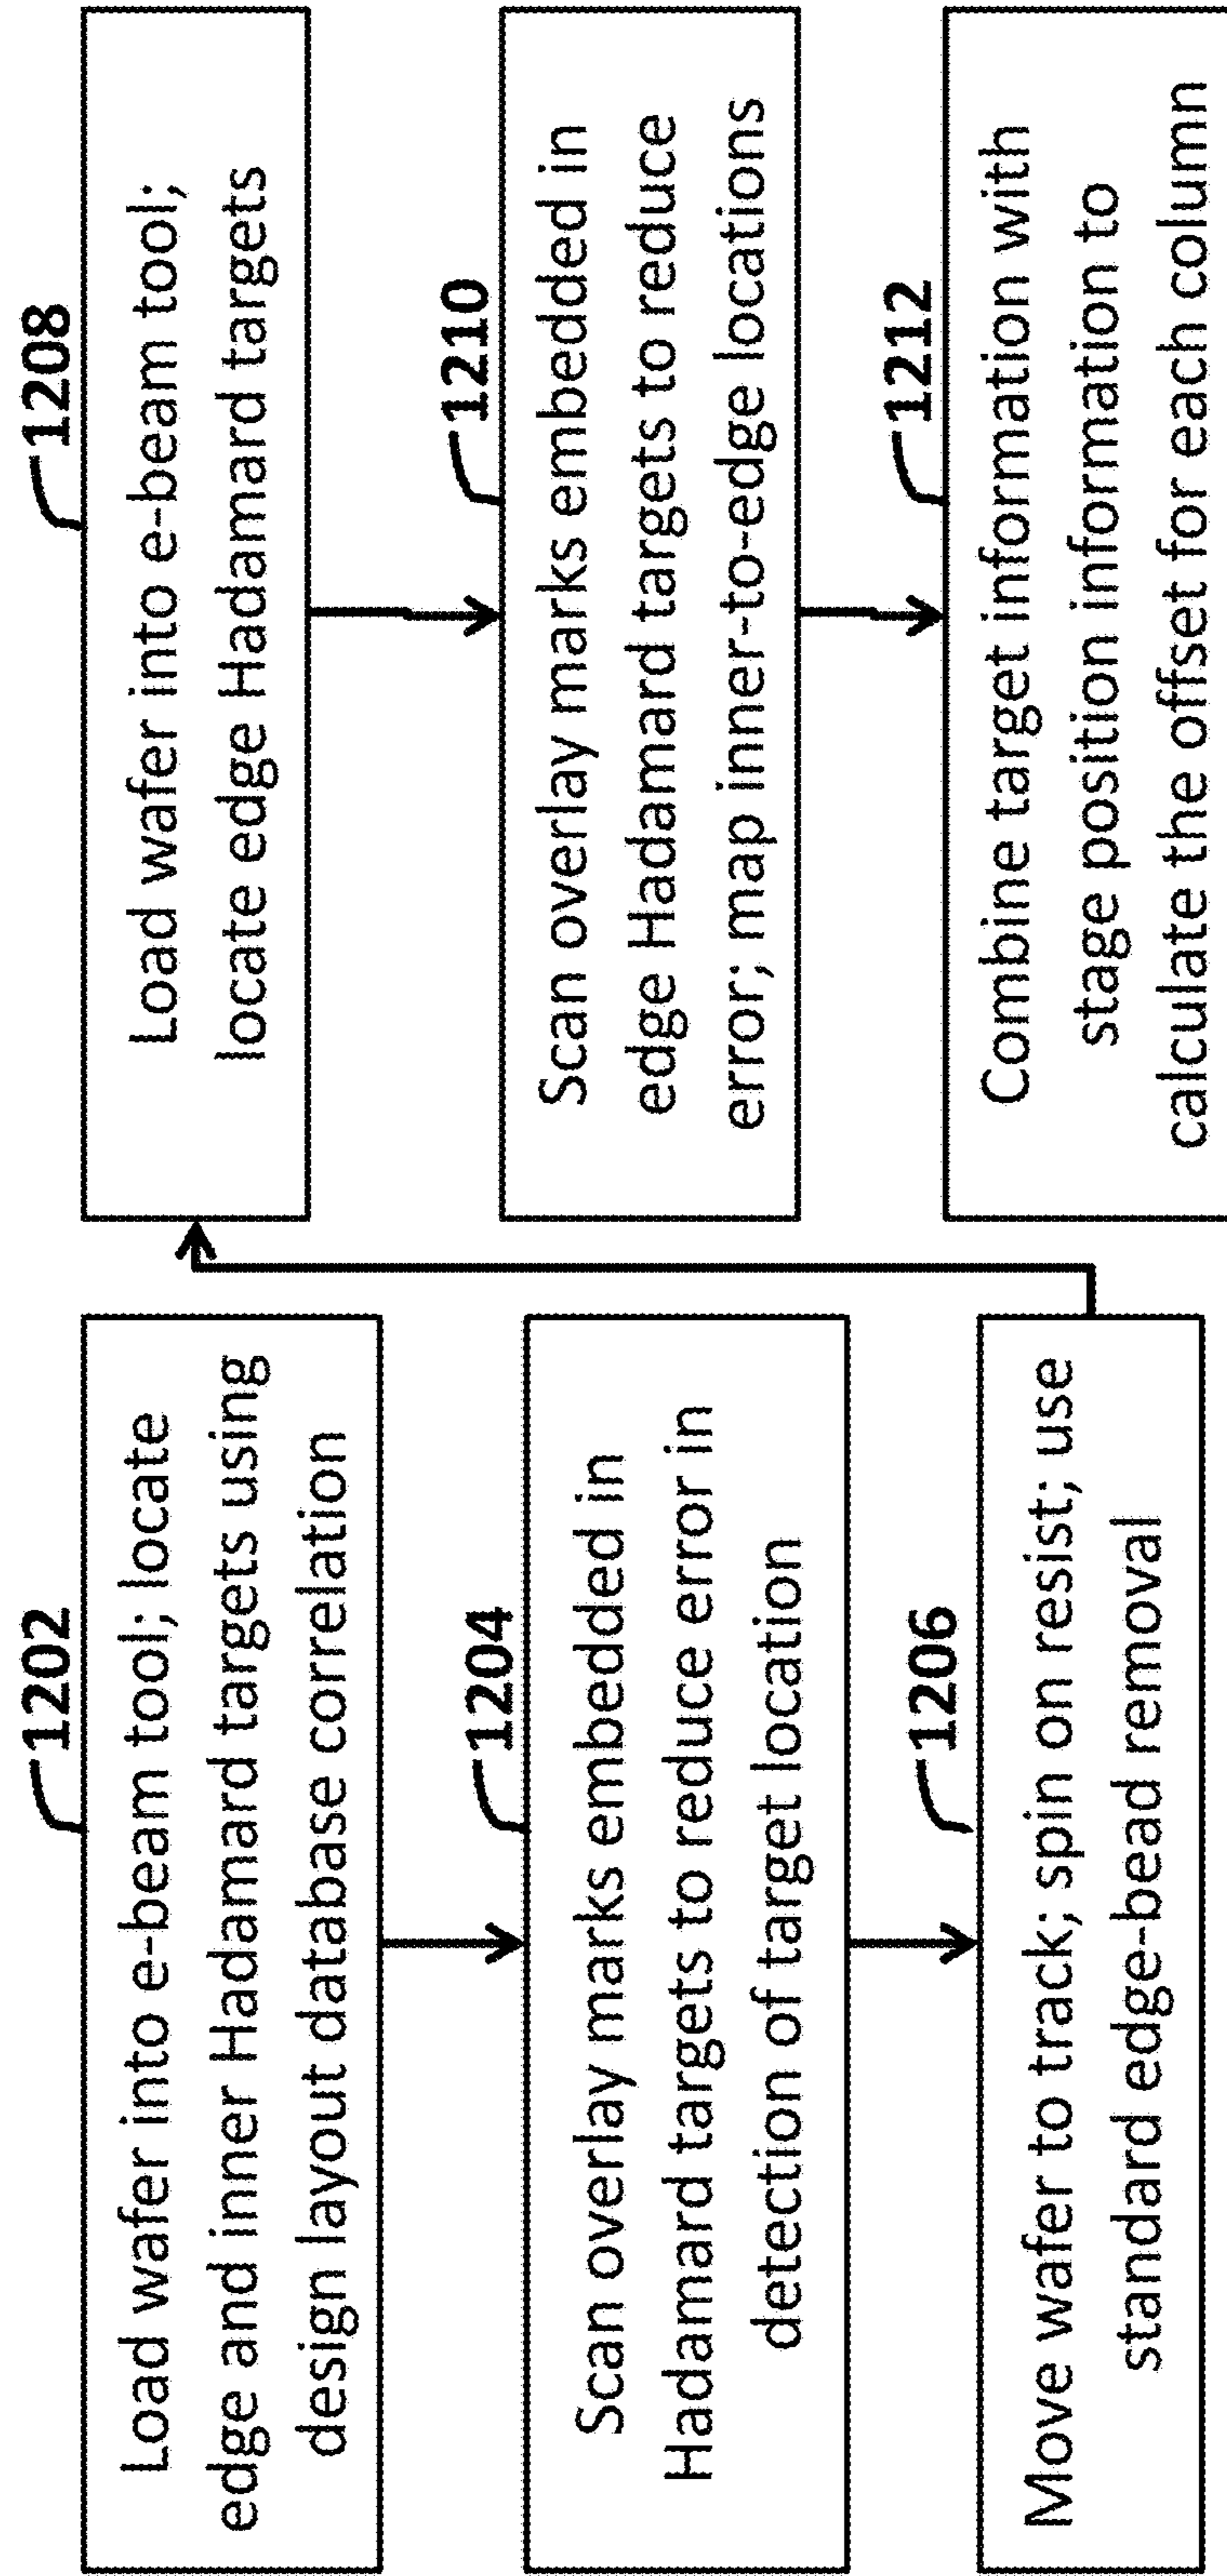 1202
Load wafer into e-beam tool; locate
edge and inner Hadamard targets using
design layout database correlation
1204
Scan overlay marks embedded in
Hadamard targets to reduce error in
detection of target location
1206
Move wafer to track; spin on resist; use
standard edge-bead removal
1208
Load wafer into e-beam tool;
locate edge Hadamard targets
1210
Scan overlay marks embedded in
edge Hadamard targets to reduce
error; map inner-to-edge locations
1212
Combine target information with
stage position information to
calculate the offset for each column